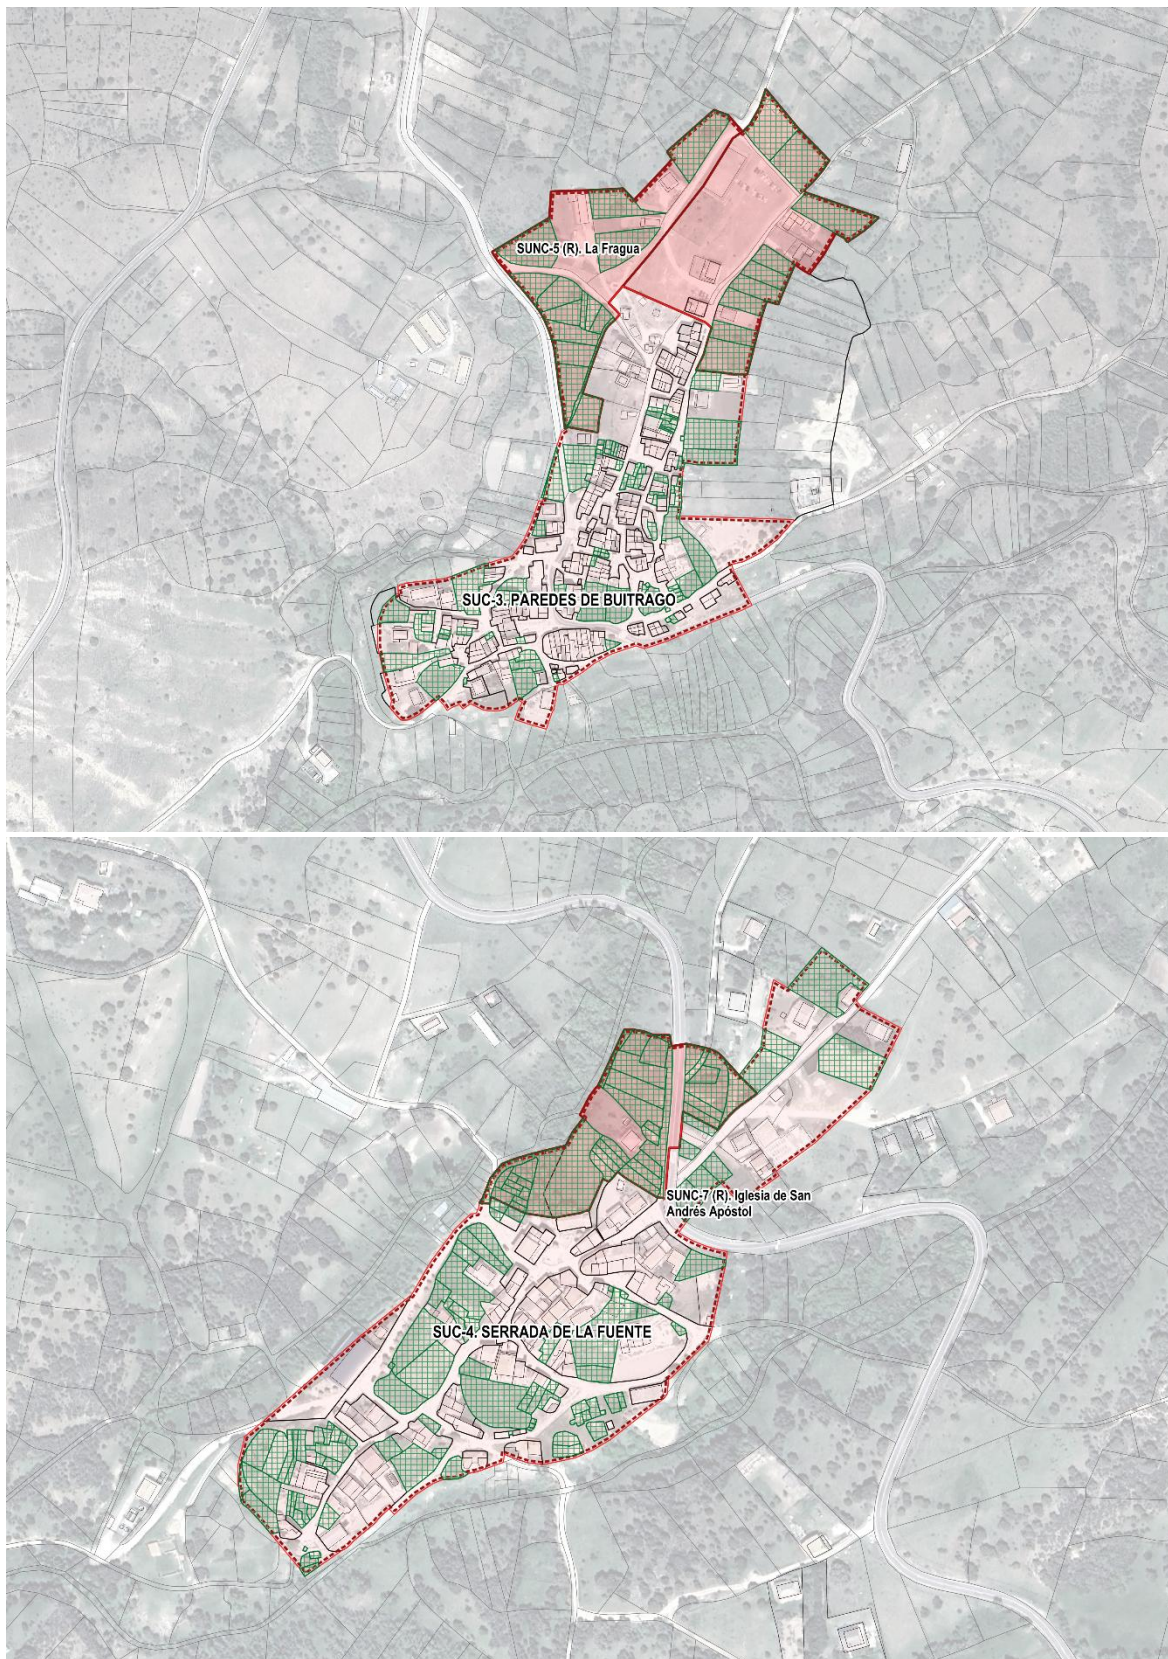 SUNC-5 (R). La Fragua
SUC-3. PAREDES DE BUITRAGO
SUNC-7 (R). Iglesia de San
Andrés Apóstol
SUC-4. SERRADA DE LA FUENTE